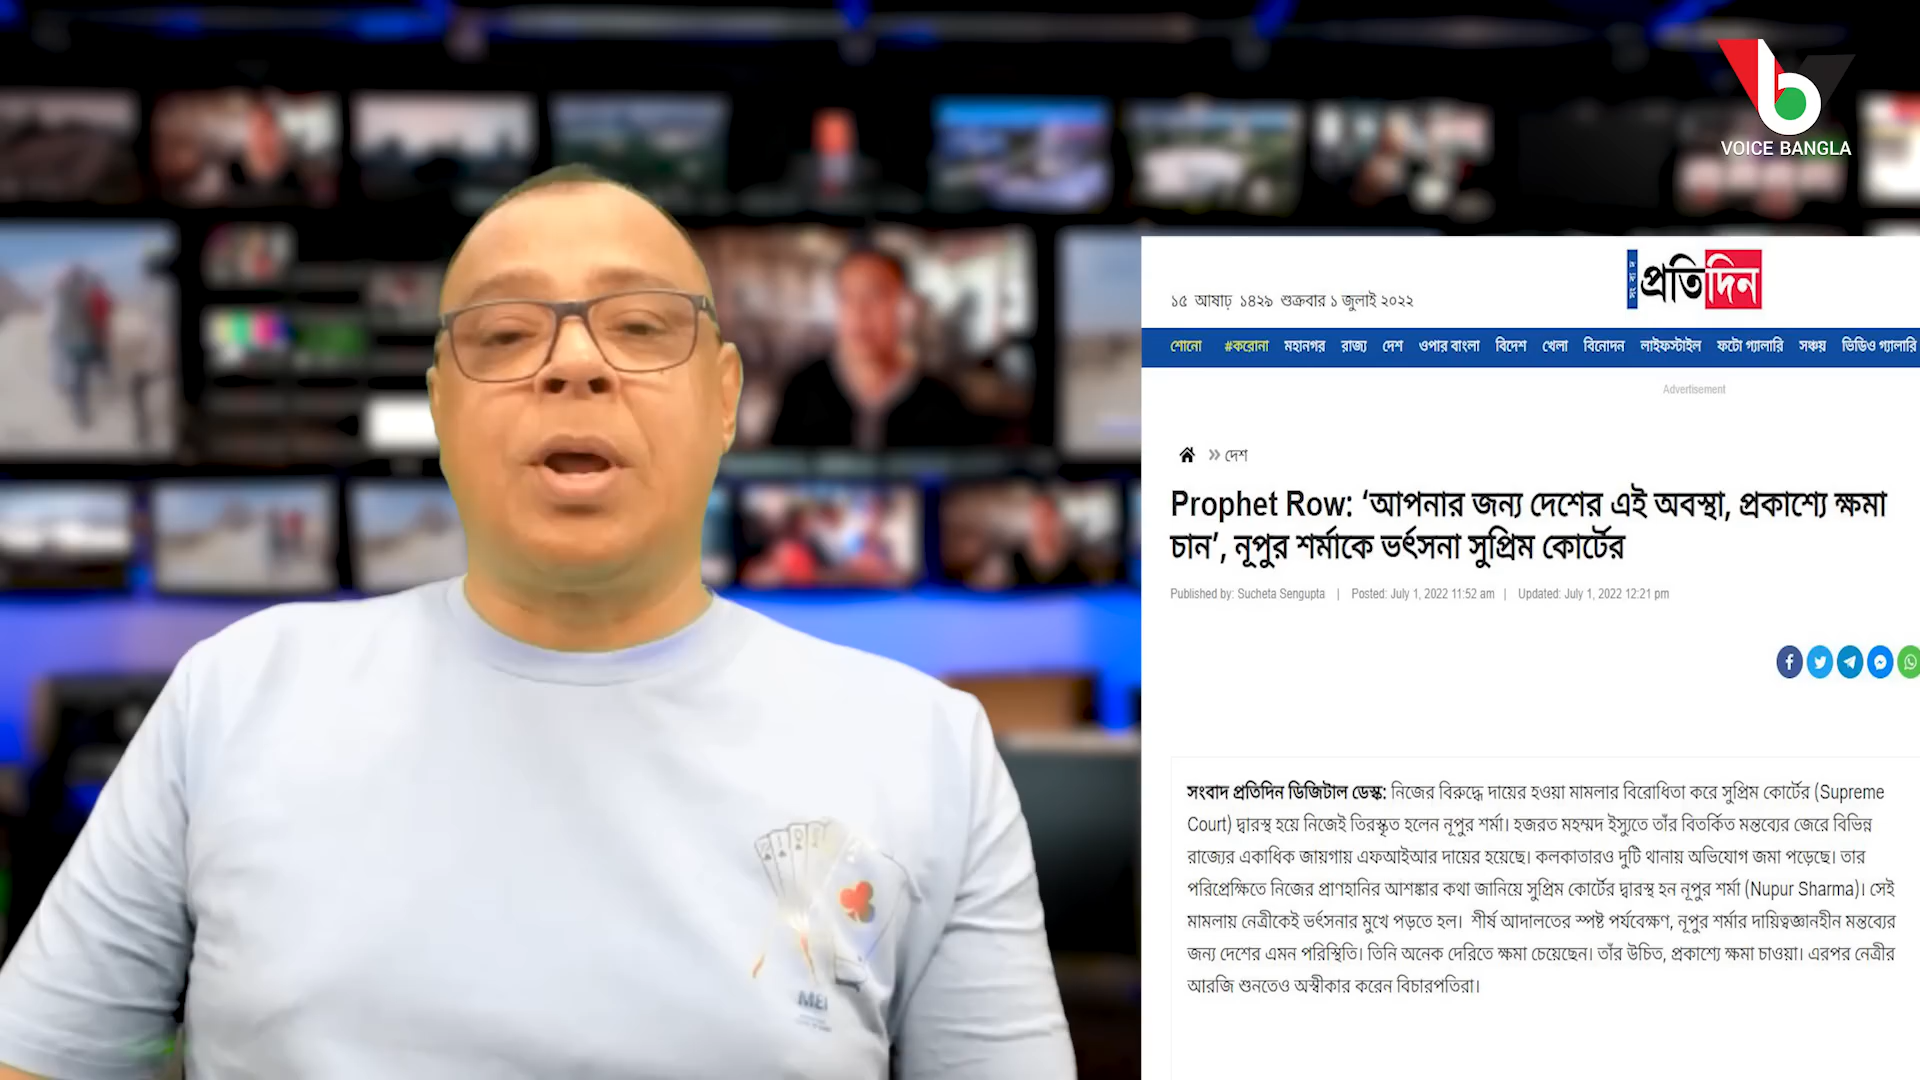 VOICE BANGLA
১৫ আষাঢ় ১৪২৯ শুক্রবার ১ জুলাই ২০২২
সংবাদ প্রতিদিন
শোনো #করোনা মহানগর রাজ্য দেশ ওপার বাংলা বিদেশ খেলা বিনোদন লাইফস্টাইল ফটো গ্যালারি সঞ্চয় ভিডিও গ্যালারি
Advertisement
» দেশ
Prophet Row: ‘আপনার জন্য দেশের এই অবস্থা, প্রকাশ্যে ক্ষমা
চান’, নূপুর শর্মাকে ভর্ৎসনা সুপ্রিম কোর্টের
Published by: Sucheta Sengupta | Posted: July 1, 2022 11:52 am | Updated: July 1, 2022 12:21 pm
সংবাদ প্রতিদিন ডিজিটাল ডেস্ক: নিজের বিরুদ্ধে দায়ের হওয়া মামলার বিরোধিতা করে সুপ্রিম কোর্টের (Supreme
Court) দ্বারস্থ হয়ে নিজেই তিরস্কৃত হলেন নূপুর শর্মা। হজরত মহম্মদ ইস্যুতে তাঁর বিতর্কিত মন্তব্যের জেরে বিভিন্ন
রাজ্যের একাধিক জায়গায় এফআইআর দায়ের হয়েছে। কলকাতারও দুটি থানায় অভিযোগ জমা পড়েছে। তার
পরিপ্রেক্ষিতে নিজের প্রাণহানির আশঙ্কার কথা জানিয়ে সুপ্রিম কোর্টের দ্বারস্থ হন নূপুর শর্মা (Nupur Sharma)। সেই
মামলায় নেত্রীকেই ভর্ৎসনার মুখে পড়তে হল। শীর্ষ আদালতের স্পষ্ট পর্যবেক্ষণ, নূপুর শর্মার দায়িত্বজ্ঞানহীন মন্তব্যের
জন্য দেশের এমন পরিস্থিতি। তিনি অনেক দেরিতে ক্ষমা চেয়েছেন। তাঁর উচিত, প্রকাশ্যে ক্ষমা চাওয়া। এরপর নেত্রীর
আরজি শুনতেও অস্বীকার করেন বিচারপতিরা।
MEI